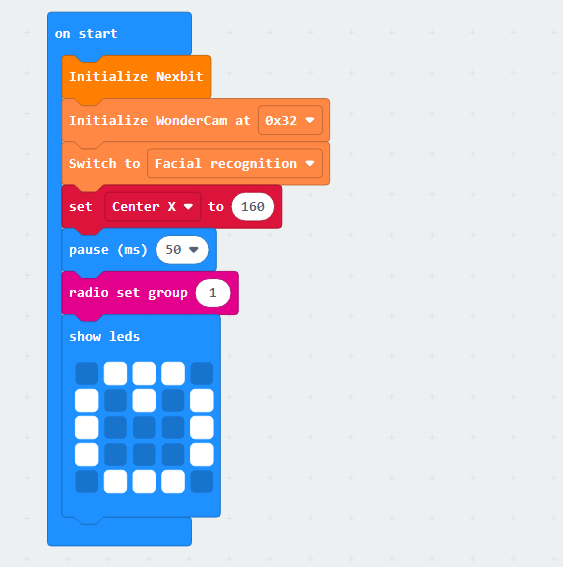 on start
Initialize Nexbit
Initialize WonderCam at 0x32
Switch to Facial recognition
set Center X to 160
pause (ms) 50
radio set group 1
show leds